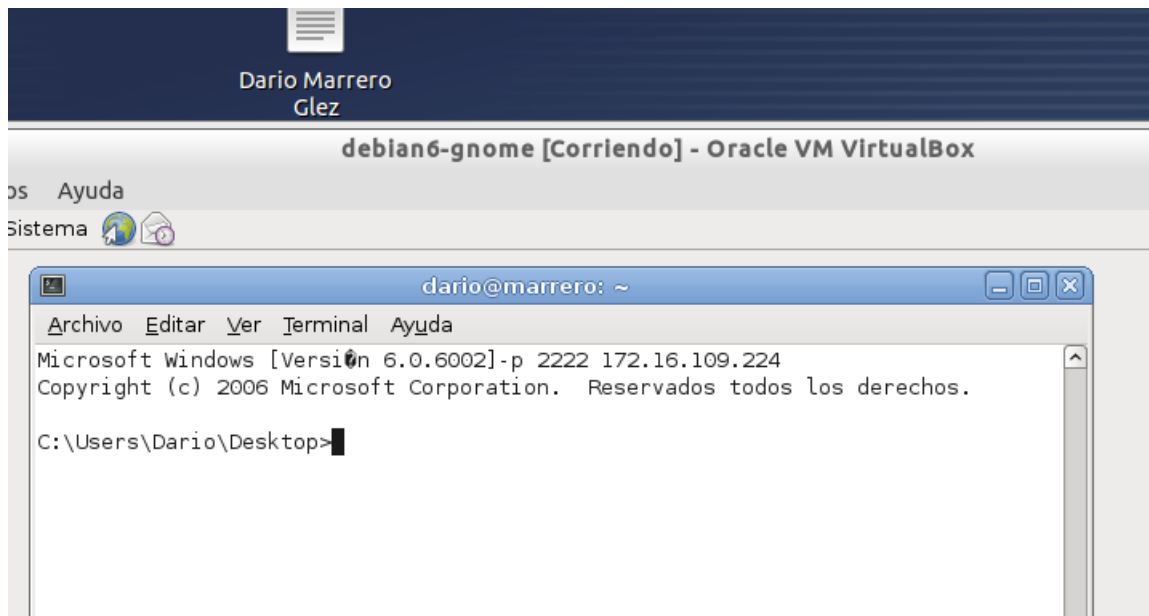 Dario Marrero
Glez
debian6-gnome [Corriendo] - Oracle VM VirtualBox
os Ayuda
Sistema
dario@marrero: ~
Archivo Editar Ver Terminal Ayuda
Microsoft Windows [Versi�n 6.0.6002]-p 2222 172.16.109.224
Copyright (c) 2006 Microsoft Corporation.  Reservados todos los derechos.
C:\Users\Dario\Desktop>